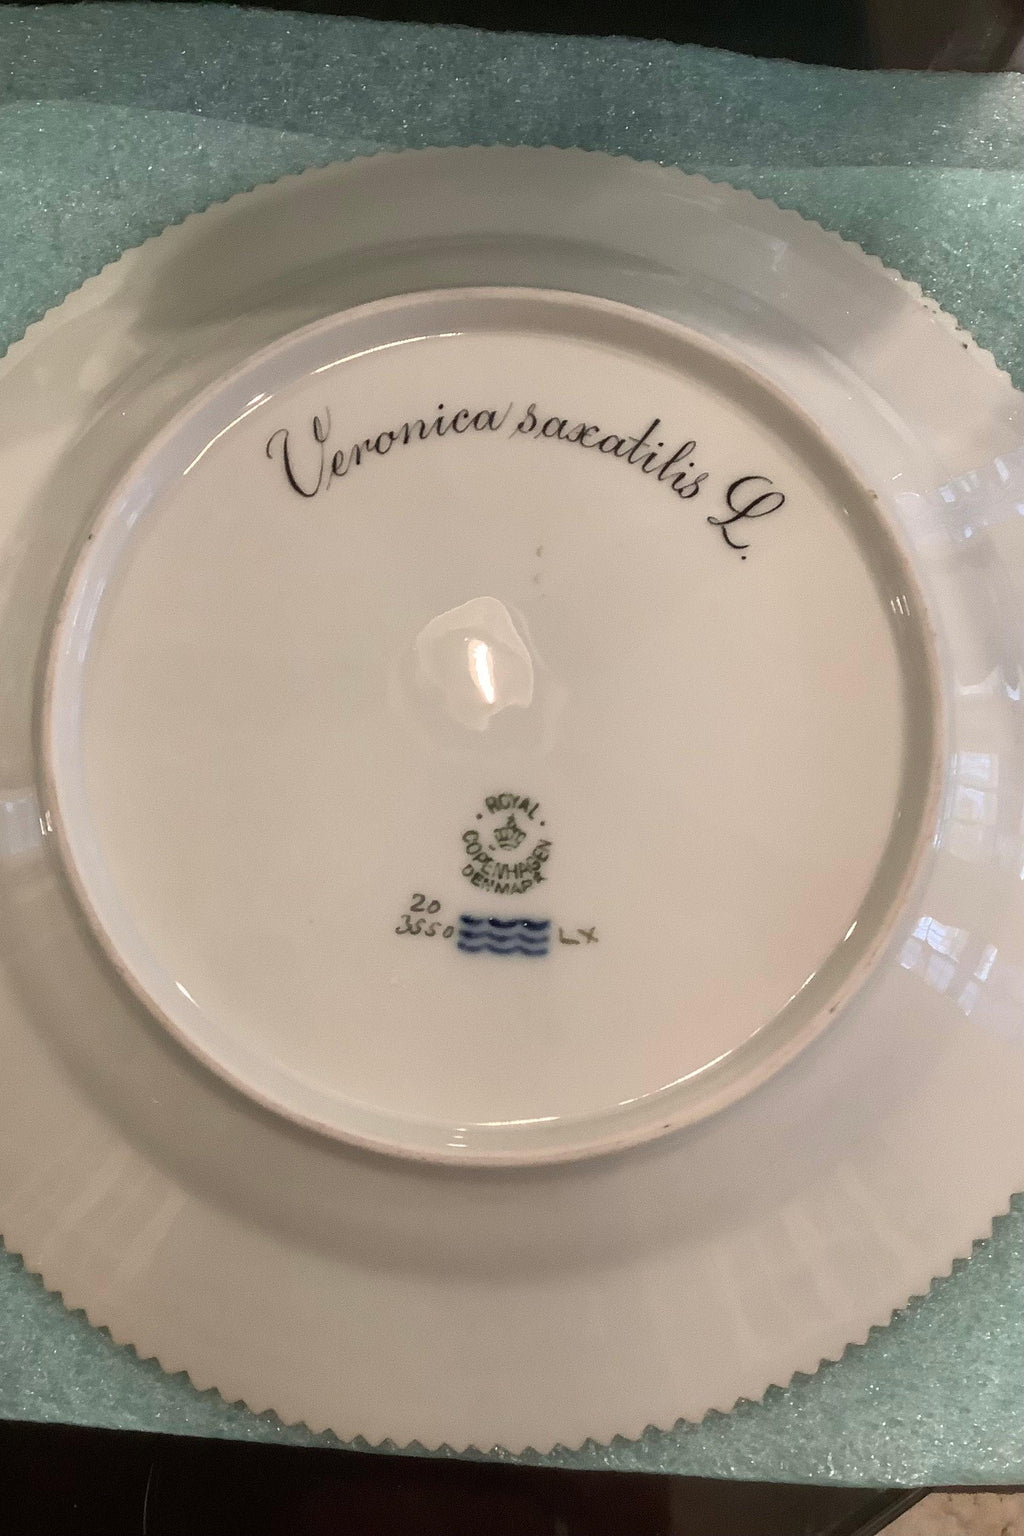 Veronica saxatilis L.
ROYAL
COPENHAGEN
DENMARK
20
3550 LX